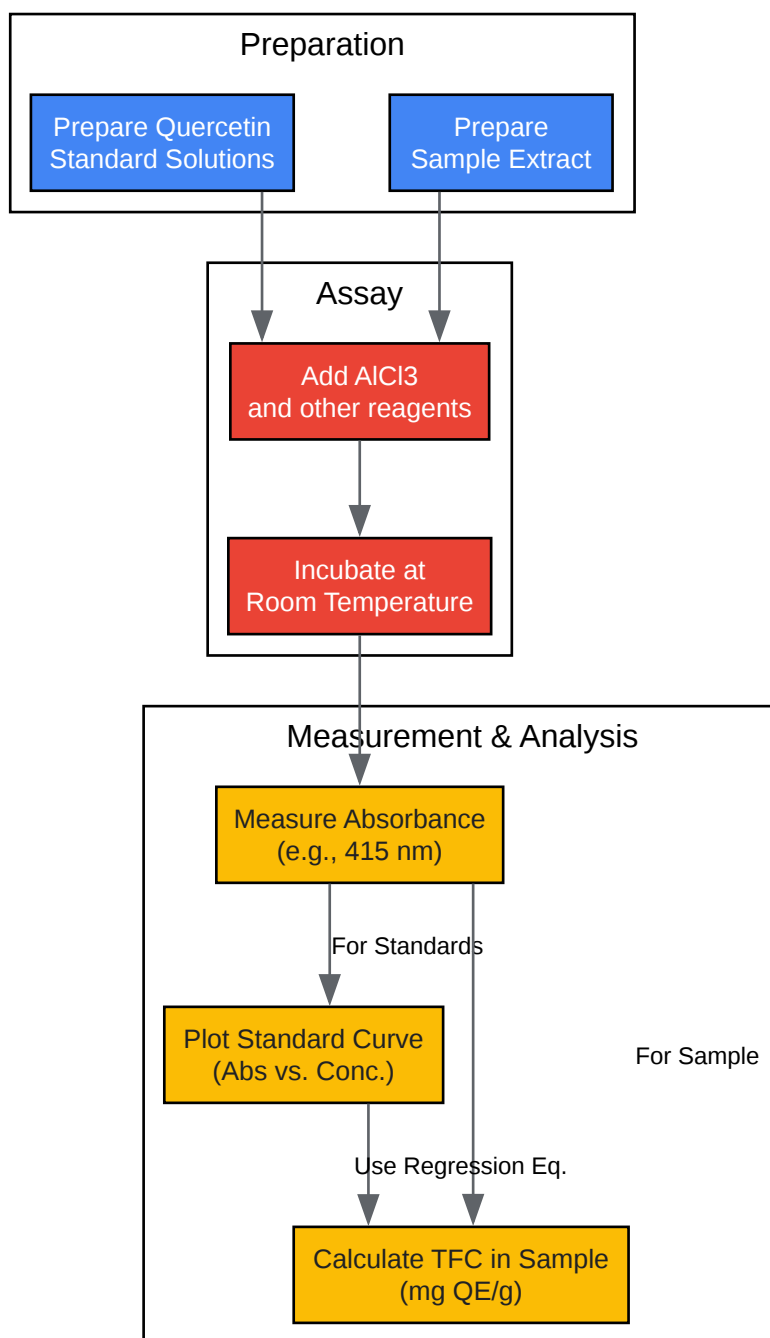 Preparation
Prepare Quercetin
Standard Solutions
Prepare
Sample Extract
Assay
Add AlCl3
and other reagents
Incubate at
Room Temperature
Measurement & Analysis
Measure Absorbance
(e.g., 415 nm)
For Standards
Plot Standard Curve
(Abs vs. Conc.)
For Sample
Use Regression Eq.
Calculate TFC in Sample
(mg QE/g)